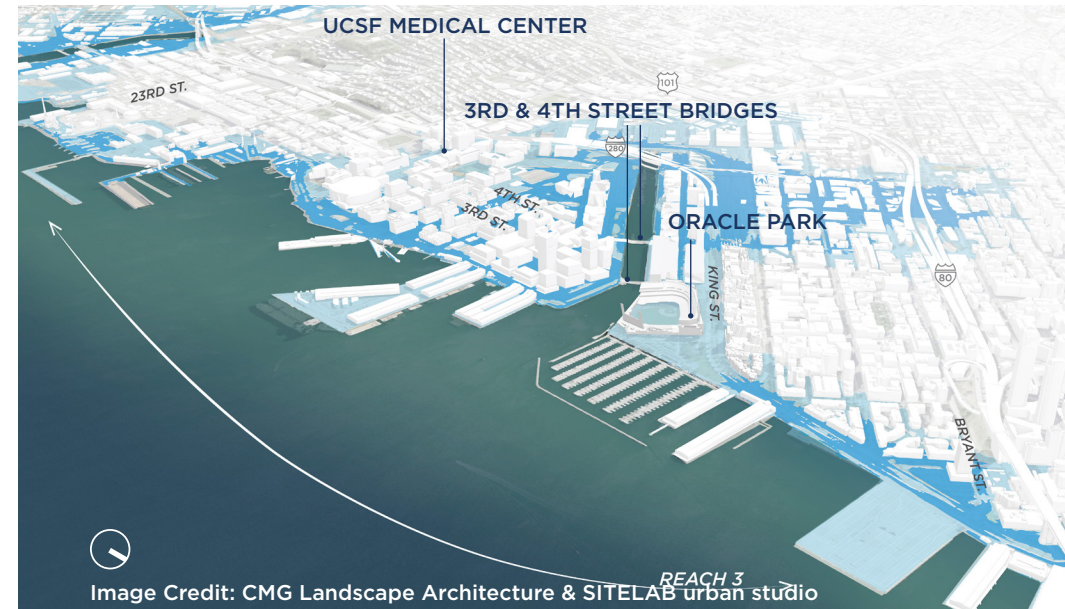 UCSF MEDICAL CENTER
23RD ST.
101
3RD & 4TH STREET BRIDGES
280
4TH ST.
3RD ST.
ORACLE PARK
KING ST.
80
BRYANT ST.
REACH 3
Image Credit: CMG Landscape Architecture & SITELAB urban studio